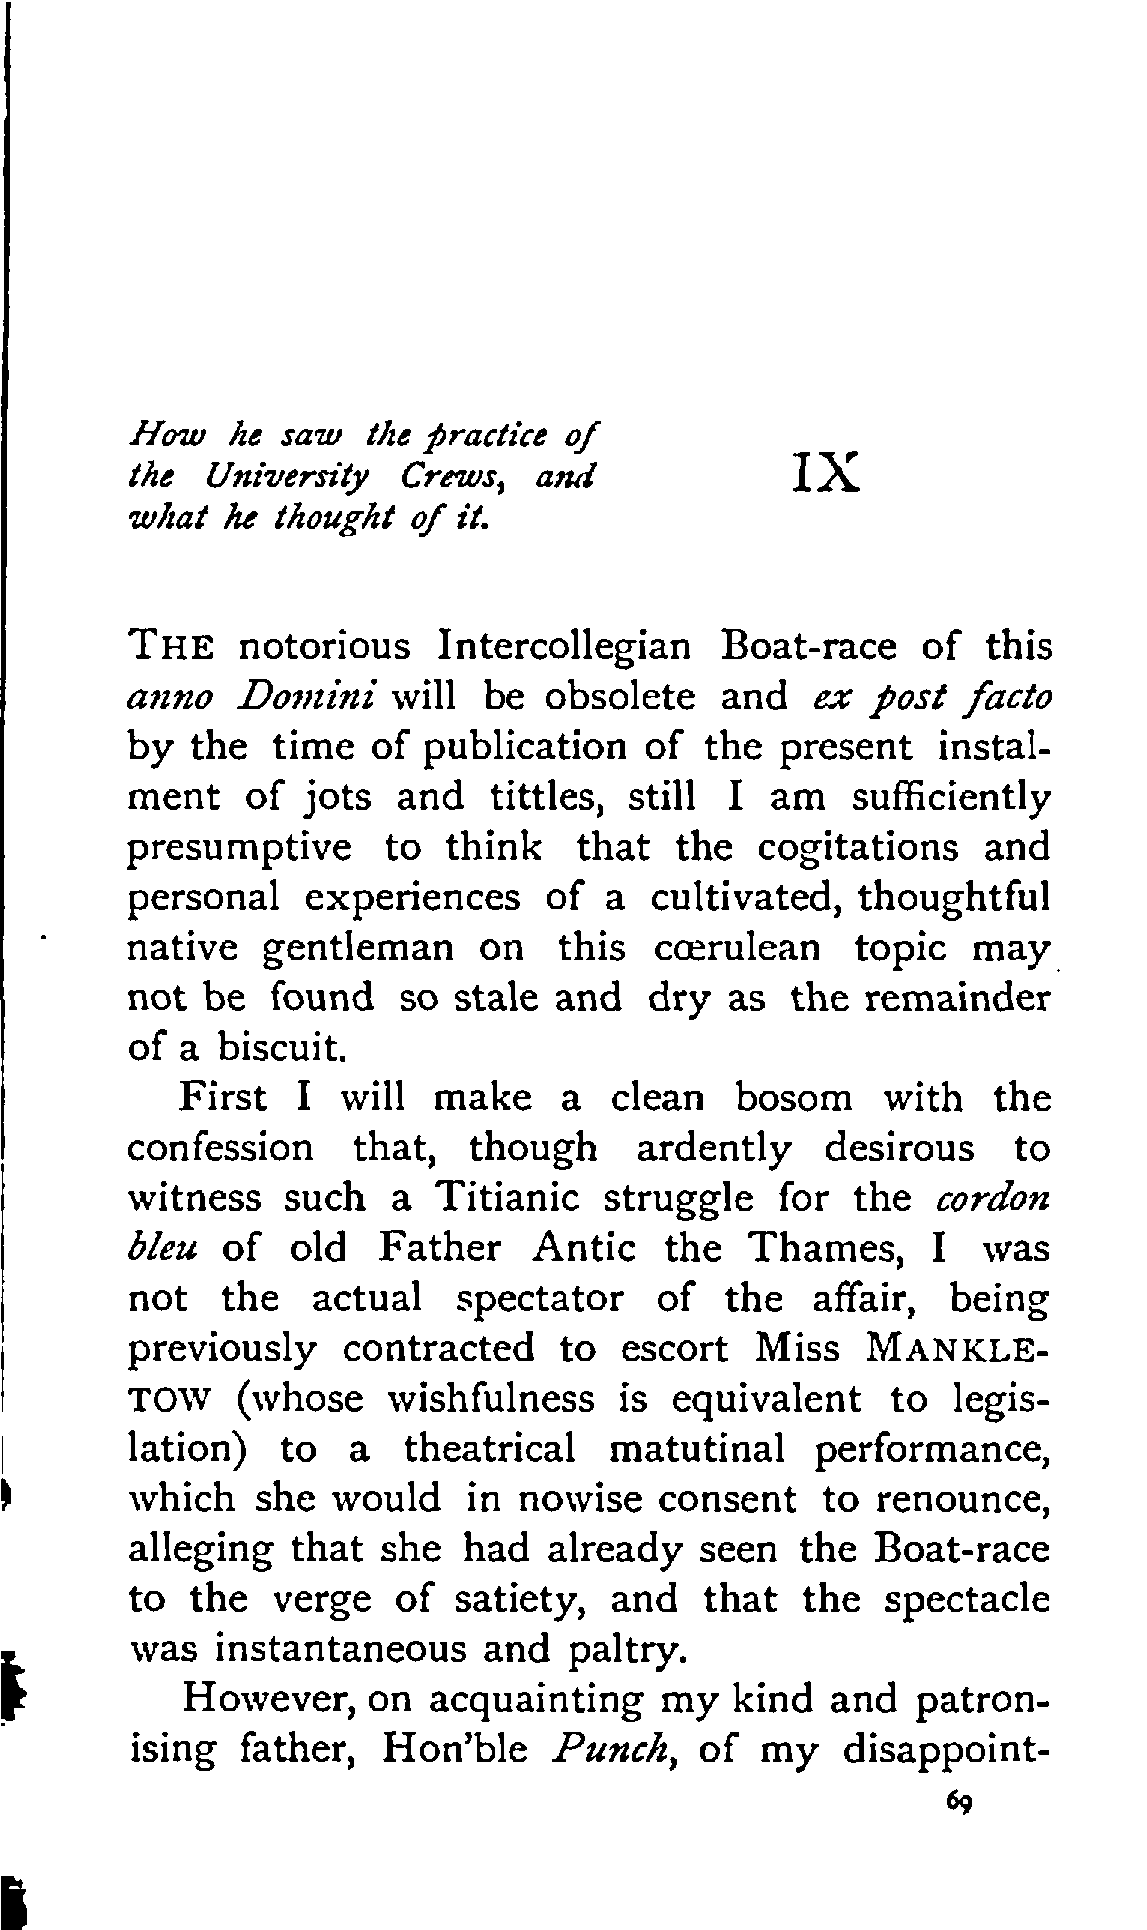 How he saw the practice of
the University Crews, and
what he thought of it.
IX
THE notorious Intercollegian Boat-race of this
anno Domini will be obsolete and ex post facto
by the time of publication of the present instal-
ment of jots and tittles, still I am sufficiently
presumptive to think that the cogitations and
personal experiences of a cultivated, thoughtful
native gentleman on this cœrulean topic may
not be found so stale and dry as the remainder
of a biscuit.
First I will make a clean bosom with the
confession that, though ardently desirous to
witness such a Titianic struggle for the cordon
bleu of old Father Antic the Thames, I was
not the actual spectator of the affair, being
previously contracted to escort Miss MANKLE-
TOW (whose wishfulness is equivalent to legis-
lation) to a theatrical matutinal performance,
which she would in nowise consent to renounce,
alleging that she had already seen the Boat-race
to the verge of satiety, and that the spectacle
was instantaneous and paltry.
However, on acquainting my kind and patron-
ising father, Hon'ble Punch, of my disappoint-
69